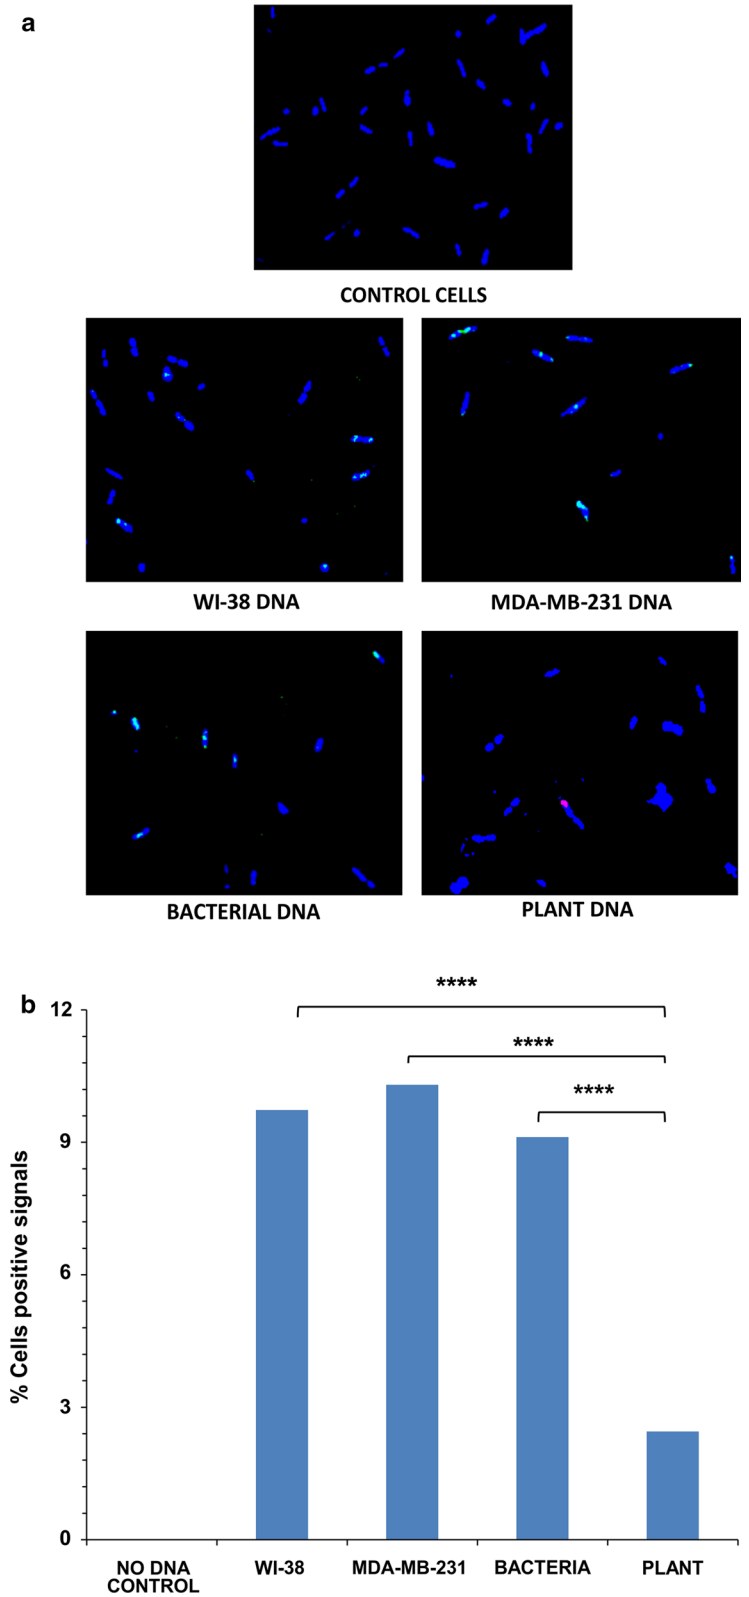 a
CONTROL CELLS
WI-38 DNA
MDA-MB-231 DNA
BACTERIAL DNA
PLANT DNA
b
12
9
6
3
0
% Cells positive signals
****
****
****
NO DNA
CONTROL
WI-38
MDA-MB-231
BACTERIA
PLANT